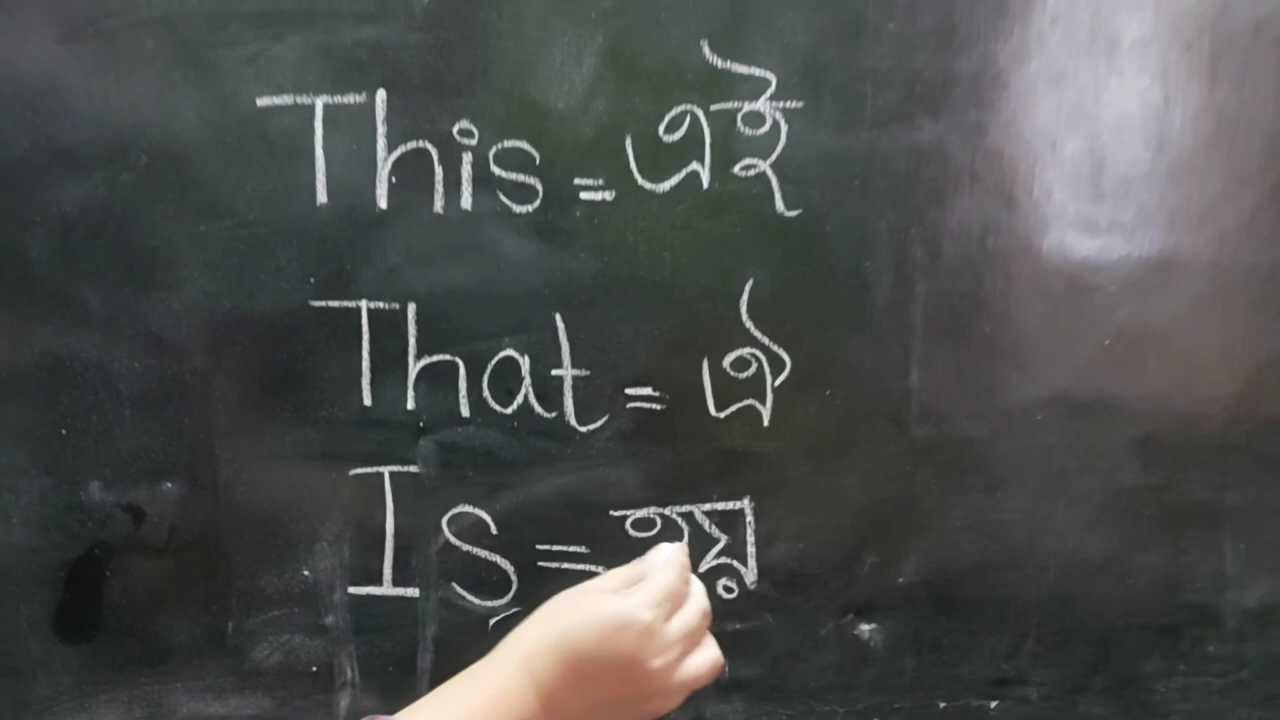 This = এই
That = ঐ
Is = হয়